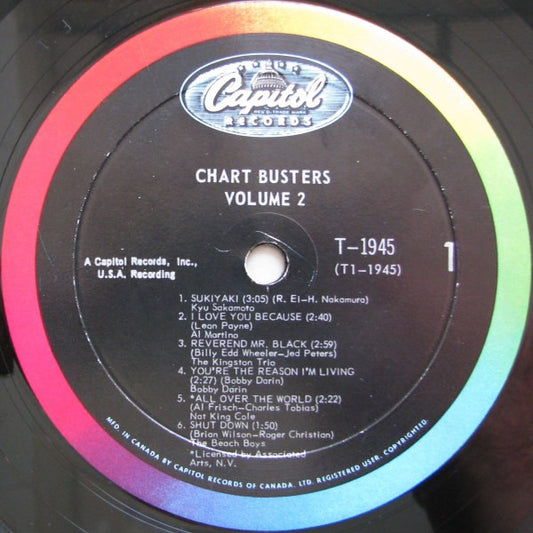 Capitol
REG. U.S. TRADE MARK
RECORDS
CHART BUSTERS
VOLUME 2
A Capitol Records, Inc.,
U.S.A. Recording
T-1945
(T1-1945)
1
1. SUKIYAKI (3:05) (R. Ei-H. Nakamura)
Kyu Sakamoto
2. I LOVE YOU BECAUSE (2:40)
(Leon Payne)
Al Martino
3. REVEREND MR. BLACK (2:59)
(Billy Edd Wheeler-Jed Peters)
The Kingston Trio
4. YOU'RE THE REASON I'M LIVING
(2:27) (Bobby Darin)
Bobby Darin
5. *ALL OVER THE WORLD (2:22)
(Al Frisch-Charles Tobias)
Nat King Cole
6. SHUT DOWN (1:50)
(Brian Wilson-Roger Christian)
The Beach Boys
*Licensed by Associated
Arts, N.V.
MFD. IN CANADA BY CAPITOL RECORDS OF CANADA, LTD. REGISTERED USER. COPYRIGHTED.